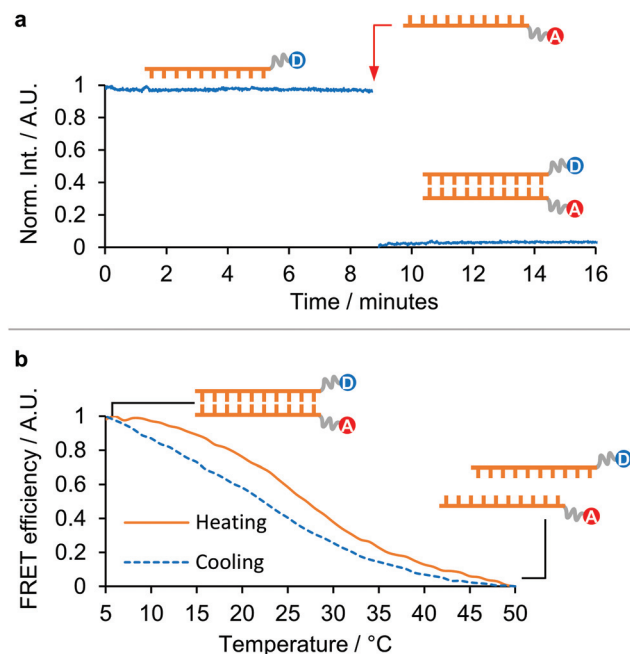 a
D
A
1
0.8
0.6
0.4
0.2
0
Norm. Int. / A.U.
D
A
0 2 4 6 8 10 12 14 16
Time / minutes
b
D
A
1
0.8
0.6
0.4
0.2
0
FRET efficiency / A.U.
D
A
Heating
Cooling
5 10 15 20 25 30 35 40 45 50
Temperature / °C